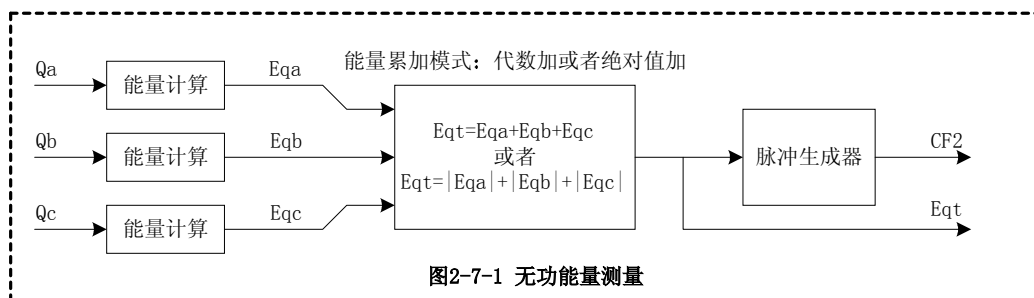 能量累加模式：代数加或者绝对值加
Qa
能量计算
Eqa
Qb
能量计算
Eqb
Qc
能量计算
Eqc
Eqt=Eqa+Eqb+Eqc
或者
Eqt=|Eqa|+|Eqb|+|Eqc|
脉冲生成器
CF2
Eqt
图2-7-1 无功能量测量